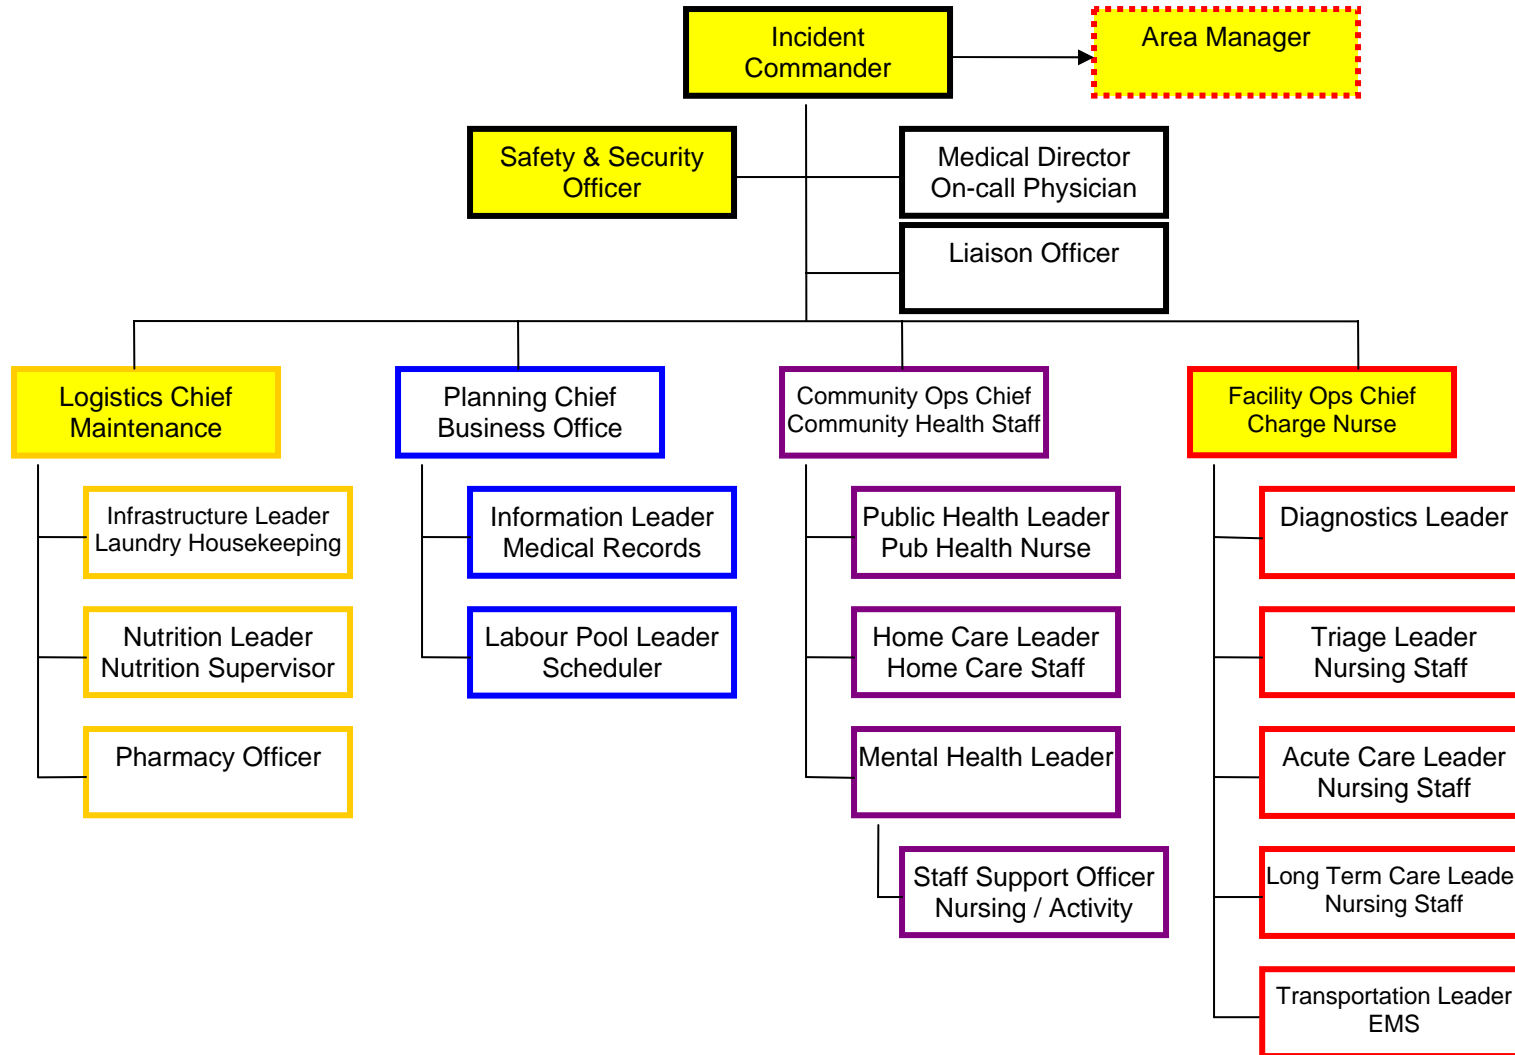 Incident
Commander
Area Manager
Safety & Security
Officer
Medical Director
On-call Physician
Liaison Officer
Logistics Chief
Maintenance
Planning Chief
Business Office
Community Ops Chief
Community Health Staff
Facility Ops Chief
Charge Nurse
Infrastructure Leader
Laundry Housekeeping
Nutrition Leader
Nutrition Supervisor
Pharmacy Officer
Information Leader
Medical Records
Labour Pool Leader
Scheduler
Public Health Leader
Pub Health Nurse
Home Care Leader
Home Care Staff
Mental Health Leader
Staff Support Officer
Nursing / Activity
Diagnostics Leader
Triage Leader
Nursing Staff
Acute Care Leader
Nursing Staff
Long Term Care Leade
Nursing Staff
Transportation Leader
EMS